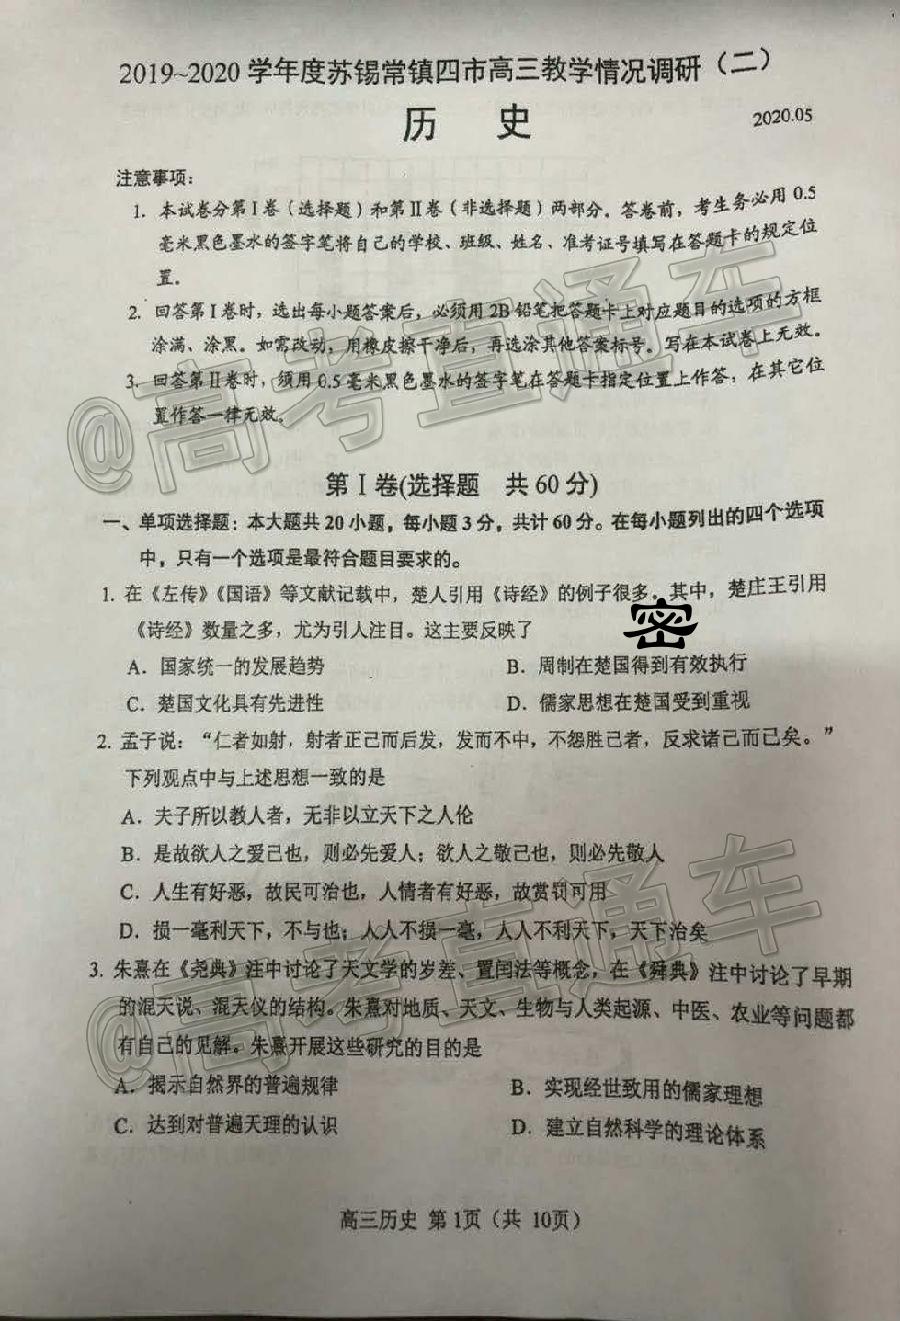 2019~2020 学年度苏锡常镇四市高三教学情况调研（二）
历 史
2020.05
注意事项：
1. 本试卷分第Ⅰ卷（选择题）和第Ⅱ卷（非选择题）两部分。答卷前，考生务必用 0.5
毫米黑色墨水的签字笔将自己的学校、班级、姓名、准考证号填写在答题卡的规定位
置。
2. 回答第Ⅰ卷时，选出每小题答案后，必须用 2B 铅笔把答题卡上对应题目的选项的方框
涂满、涂黑。如需改动，用橡皮擦干净后，再选涂其他答案标号。写在本试卷上无效。
3. 回答第Ⅱ卷时，须用 0.5 毫米黑色墨水的签字笔在答题卡指定位置上作答，在其它位
置作答一律无效。
@高考直通车
第Ⅰ卷(选择题 共 60 分)
一、单项选择题：本大题共 20 小题，每小题 3 分，共计 60 分。在每小题列出的四个选项
中，只有一个选项是最符合题目要求的。
1. 在《左传》《国语》等文献记载中，楚人引用《诗经》的例子很多。其中，楚庄王引用
《诗经》数量之多，尤为引人注目。这主要反映了
密
A．国家统一的发展趋势 B．周制在楚国得到有效执行
C．楚国文化具有先进性 D．儒家思想在楚国受到重视
2. 孟子说：“仁者如射，射者正己而后发，发而不中，不怨胜己者，反求诸己而已矣。”
下列观点中与上述思想一致的是
A．夫子所以教人者，无非以立天下之人伦
B．是故欲人之爱己也，则必先爱人；欲人之敬己也，则必先敬人
C．人生有好恶，故民可治也，人情者有好恶，故赏罚可用
D．损一毫利天下，不与也；人人不损一毫，人人不利天下，天下治矣
3. 朱熹在《尧典》注中讨论了天文学的岁差、置闰法等概念，在《舜典》注中讨论了早期
的混天说、混天仪的结构。朱熹对地质、天文、生物与人类起源、中医、农业等问题都
有自己的见解。朱熹开展这些研究的目的是
@高考直通车
A．揭示自然界的普遍规律 B．实现经世致用的儒家理想
C．达到对普遍天理的认识 D．建立自然科学的理论体系
高三历史 第 1页（共 10页）